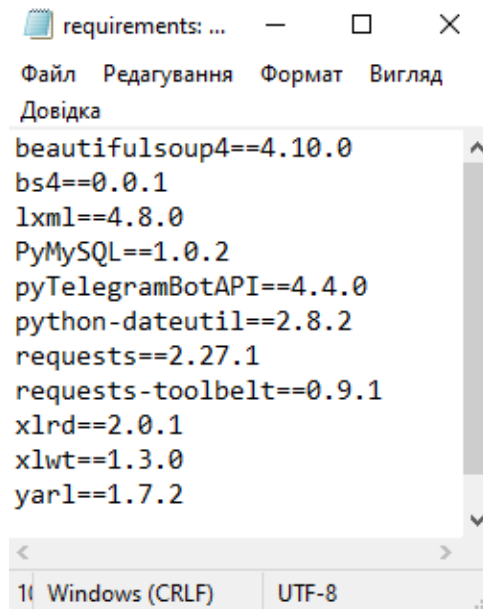 requirements: ...
Файл Редагування Формат Вигляд
Довідка
beautifulsoup4==4.10.0
bs4==0.0.1
lxml==4.8.0
PyMySQL==1.0.2
pyTelegramBotAPI==4.4.0
python-dateutil==2.8.2
requests==2.27.1
requests-toolbelt==0.9.1
xlrd==2.0.1
xlwt==1.3.0
yarl==1.7.2
Windows (CRLF) UTF-8